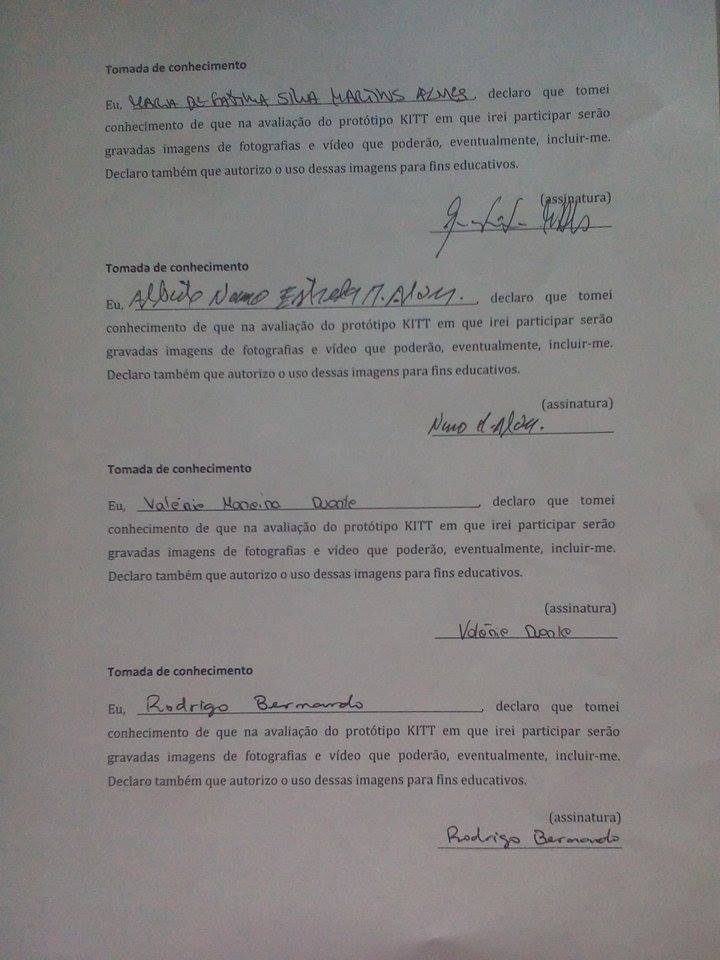 Tomada de conhecimento
Eu, MARIA DE FATIMA SILVA MARTINS ALVES, declaro que tomei
conhecimento de que na avaliação do protótipo KITT em que irei participar serão
gravadas imagens de fotografias e vídeo que poderão, eventualmente, incluir-me.
Declaro também que autorizo o uso dessas imagens para fins educativos.
(assinatura)
Tomada de conhecimento
Eu, Alberto Nuno Estrela M. Alves., declaro que tomei
conhecimento de que na avaliação do protótipo KITT em que irei participar serão
gravadas imagens de fotografias e vídeo que poderão, eventualmente, incluir-me.
Declaro também que autorizo o uso dessas imagens para fins educativos.
(assinatura)
Nuno
Tomada de conhecimento
Eu, Valérie Moreira Duarte, declaro que tomei
conhecimento de que na avaliação do protótipo KITT em que irei participar serão
gravadas imagens de fotografias e vídeo que poderão, eventualmente, incluir-me.
Declaro também que autorizo o uso dessas imagens para fins educativos.
(assinatura)
Valérie Duarte
Tomada de conhecimento
Eu, Rodrigo Bernardo, declaro que tomei
conhecimento de que na avaliação do protótipo KITT em que irei participar serão
gravadas imagens de fotografias e vídeo que poderão, eventualmente, incluir-me.
Declaro também que autorizo o uso dessas imagens para fins educativos.
(assinatura)
Rodrigo Bernardo